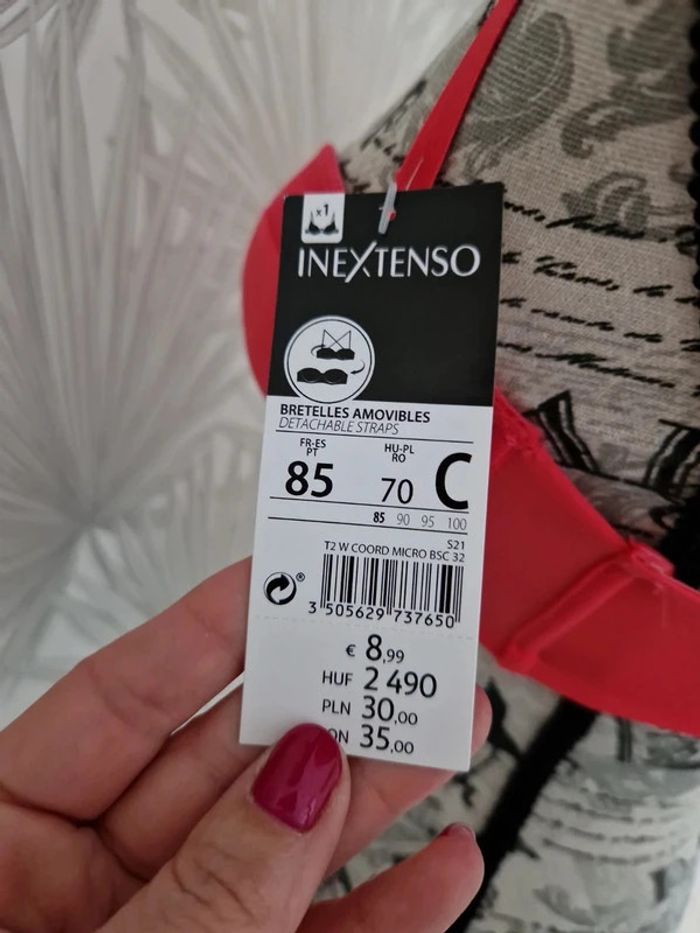 x1
INEXTENSO
BRETELLES AMOVIBLES
DETACHABLE STRAPS
FR-ES PT HU-PL RO
85 70 C
85 90 95 100
S21
T2 W COORD MICRO BSC 32
3 505629 737650
€ 8,99
HUF 2 490
PLN 30,00
ON 35,00